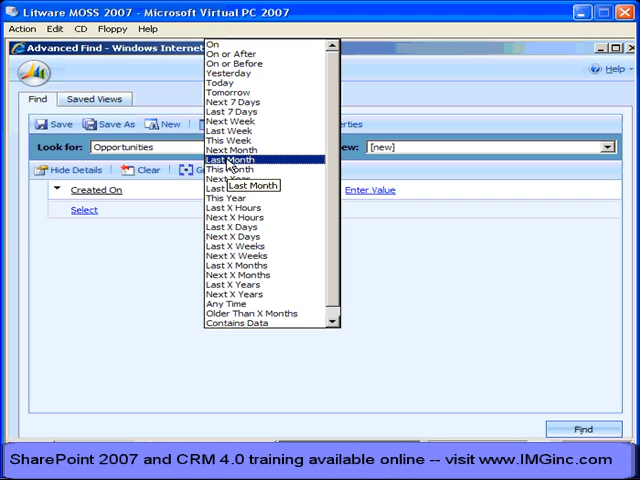 Litware MOSS 2007 - Microsoft Virtual PC 2007
Action Edit CD Floppy Help
Advanced Find - Windows Internet
Help
Find Saved Views
Save Save As New
perties
Look for: Opportunities
[new]
Hide Details Clear
Created On
Enter Value
Select
On
On or After
On or Before
Yesterday
Today
Tomorrow
Next 7 Days
Last 7 Days
Next Week
Last Week
This Week
Next Month
Last Month
This Month
Next Year
Last
Last Month
This Year
Last X Hours
Next X Hours
Last X Days
Next X Days
Last X Weeks
Next X Weeks
Last X Months
Next X Months
Last X Years
Next X Years
Any Time
Older Than X Months
Contains Data
Find
SharePoint 2007 and CRM 4.0 training available online -- visit www.IMGinc.com